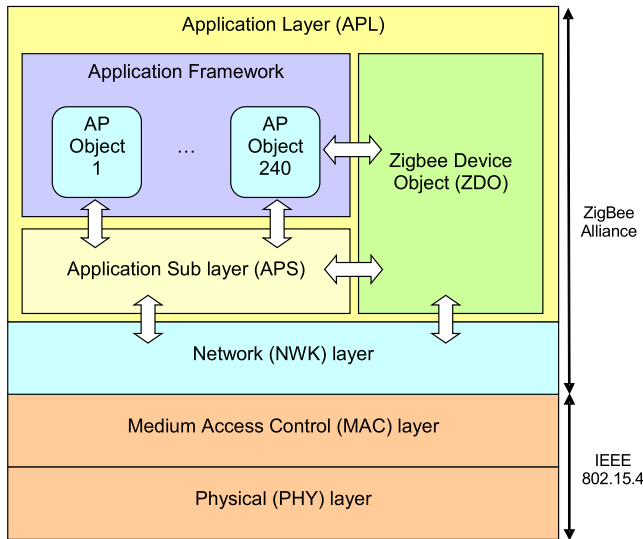 Application Layer (APL)
Application Framework
AP
Object
1
...
AP
Object
240
Zigbee Device
Object (ZDO)
ZigBee
Alliance
Application Sub layer (APS)
Network (NWK) layer
Medium Access Control (MAC) layer
IEEE
802.15.4
Physical (PHY) layer